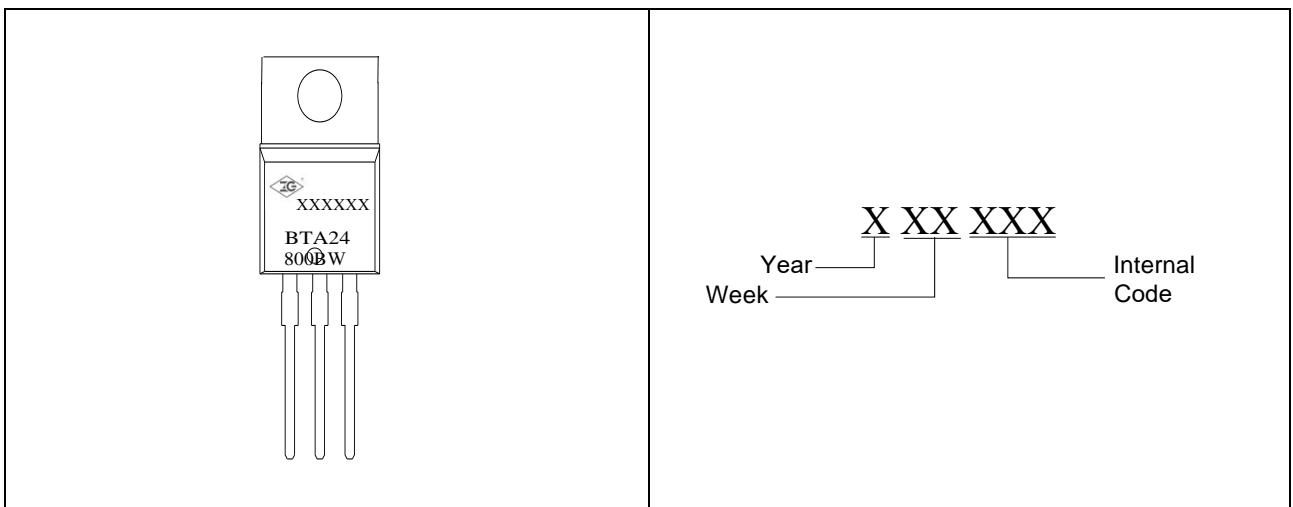 XXXXXX
BTA24
800BW
X XX XXX
Year
Week
Internal
Code